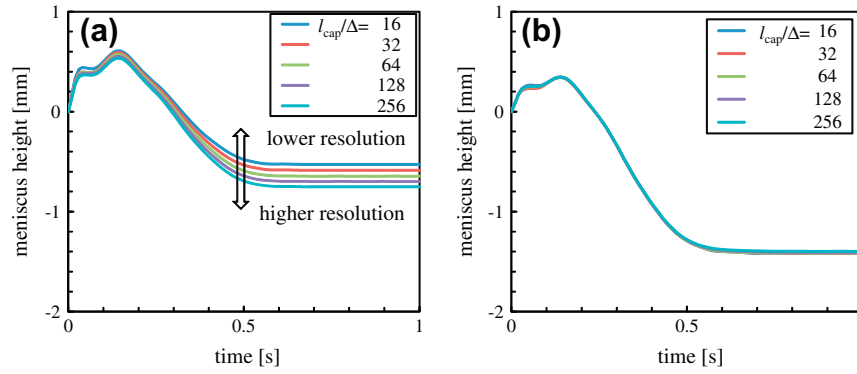 (a)
l_cap/Δ= 16
32
64
128
256
lower resolution
higher resolution
meniscus height [mm]
1
0
-1
-2
0
0.5
1
time [s]
(b)
l_cap/Δ= 16
32
64
128
256
meniscus height [mm]
1
0
-1
-2
0
0.5
time [s]